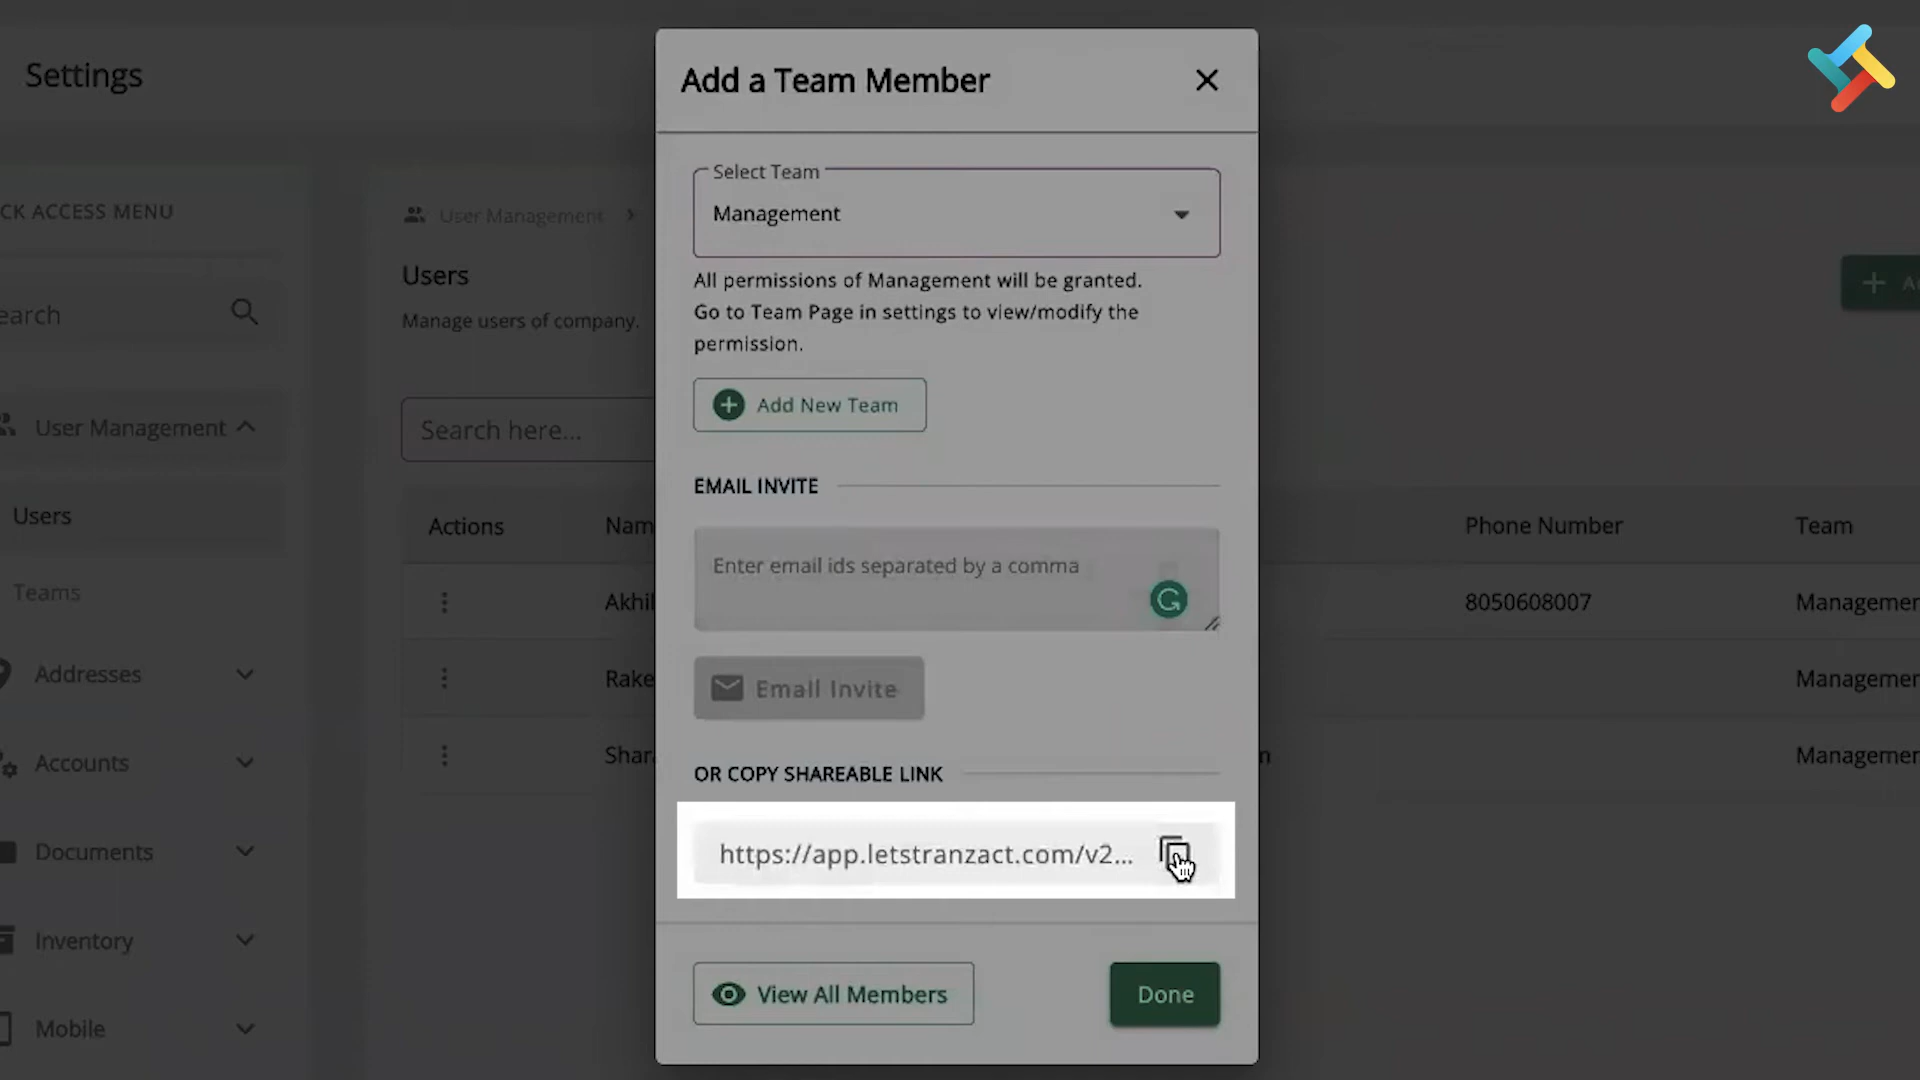 Settings
Add a Team Member
CK ACCESS MENU
earch
User Management
Users
Teams
Addresses
Accounts
Documents
Inventory
Mobile
User Management
Users
Manage users of company.
Search here...
Actions
Nam
Phone Number
Team
Akhil
8050608007
Managemen
Rake
Managemen
Shar
n
Managemen
Select Team
Management
All permissions of Management will be granted.
Go to Team Page in settings to view/modify the
permission.
Add New Team
EMAIL INVITE
Enter email ids separated by a comma
Email Invite
OR COPY SHAREABLE LINK
https://app.letstranzact.com/v2...
View All Members
Done